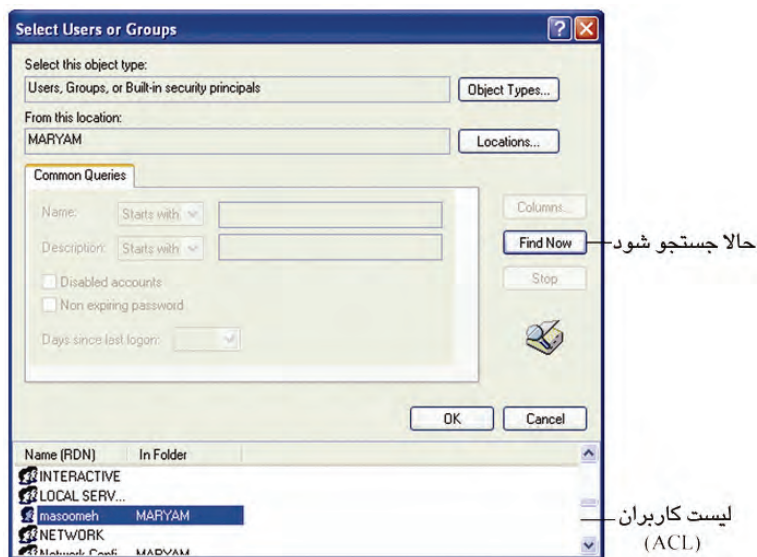 Select Users or Groups
Select this object type:
Users, Groups, or Built-in security principals
Object Types...
From this location:
MARYAM
Locations...
Common Queries
Name: Starts with
Columns...
Description: Starts with
Find Now
حالا جستجو شود
Disabled accounts
Stop
Non expiring password
Days since last logon:
OK Cancel
Name (RDN) In Folder
INTERACTIVE
LOCAL SERV...
masoomeh MARYAM
NETWORK
Network Confi... MARYAM
لیست کاربران
(ACL)